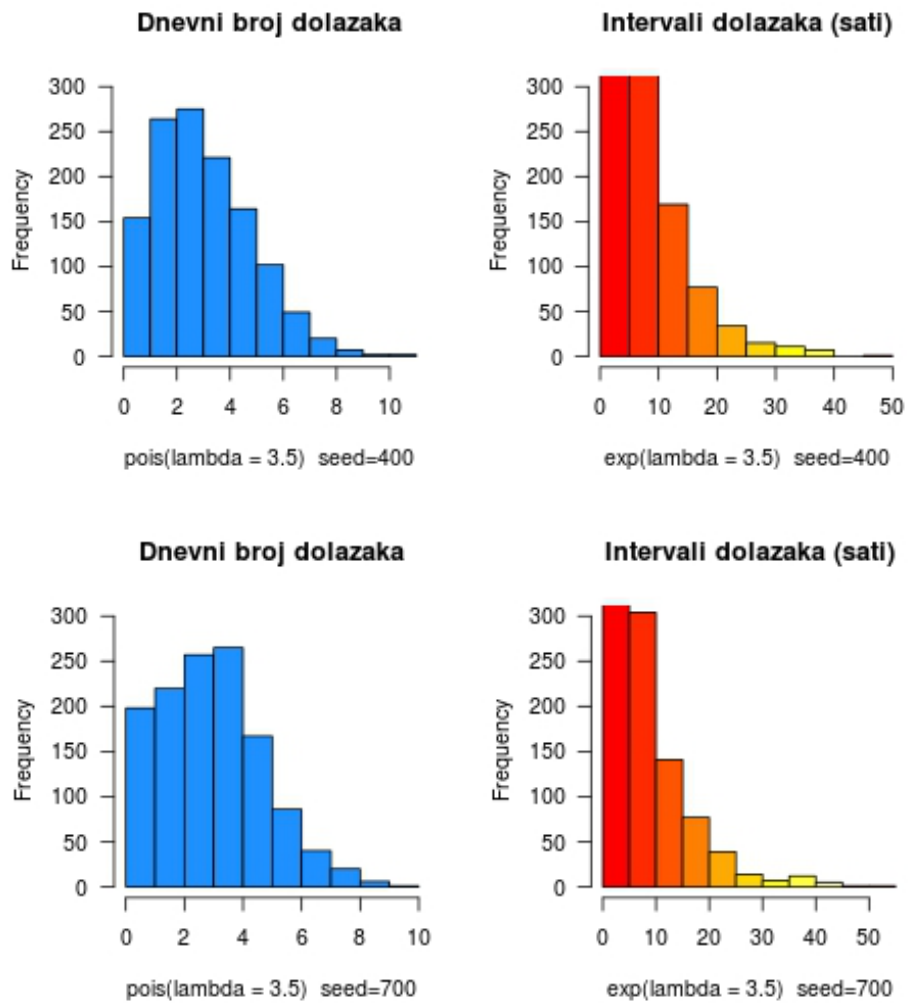 Dnevni broj dolazaka
Intervali dolazaka (sati)
Frequency
300
250
200
150
100
50
0
0 2 4 6 8 10
pois(lambda = 3.5) seed=400
Frequency
300
250
200
150
100
50
0
0 10 20 30 40 50
exp(lambda = 3.5) seed=400
Dnevni broj dolazaka
Intervali dolazaka (sati)
Frequency
300
250
200
150
100
50
0
0 2 4 6 8 10
pois(lambda = 3.5) seed=700
Frequency
300
250
200
150
100
50
0
0 10 20 30 40 50
exp(lambda = 3.5) seed=700